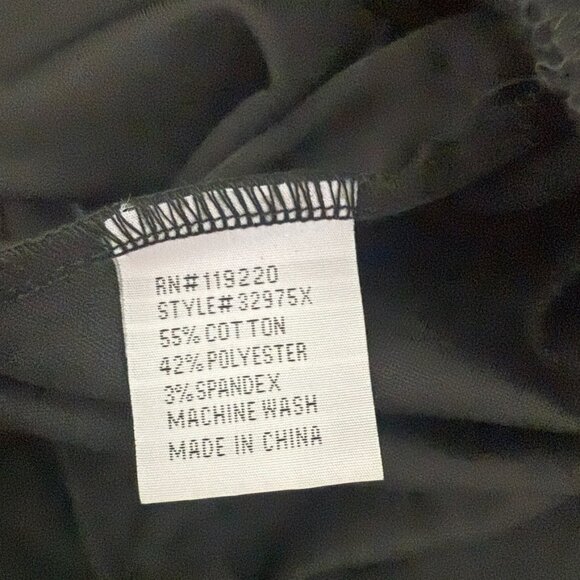 RN#119220
STYLE#32975X
55% COTTON
42% POLYESTER
3% SPANDEX
MACHINE WASH
MADE IN CHINA